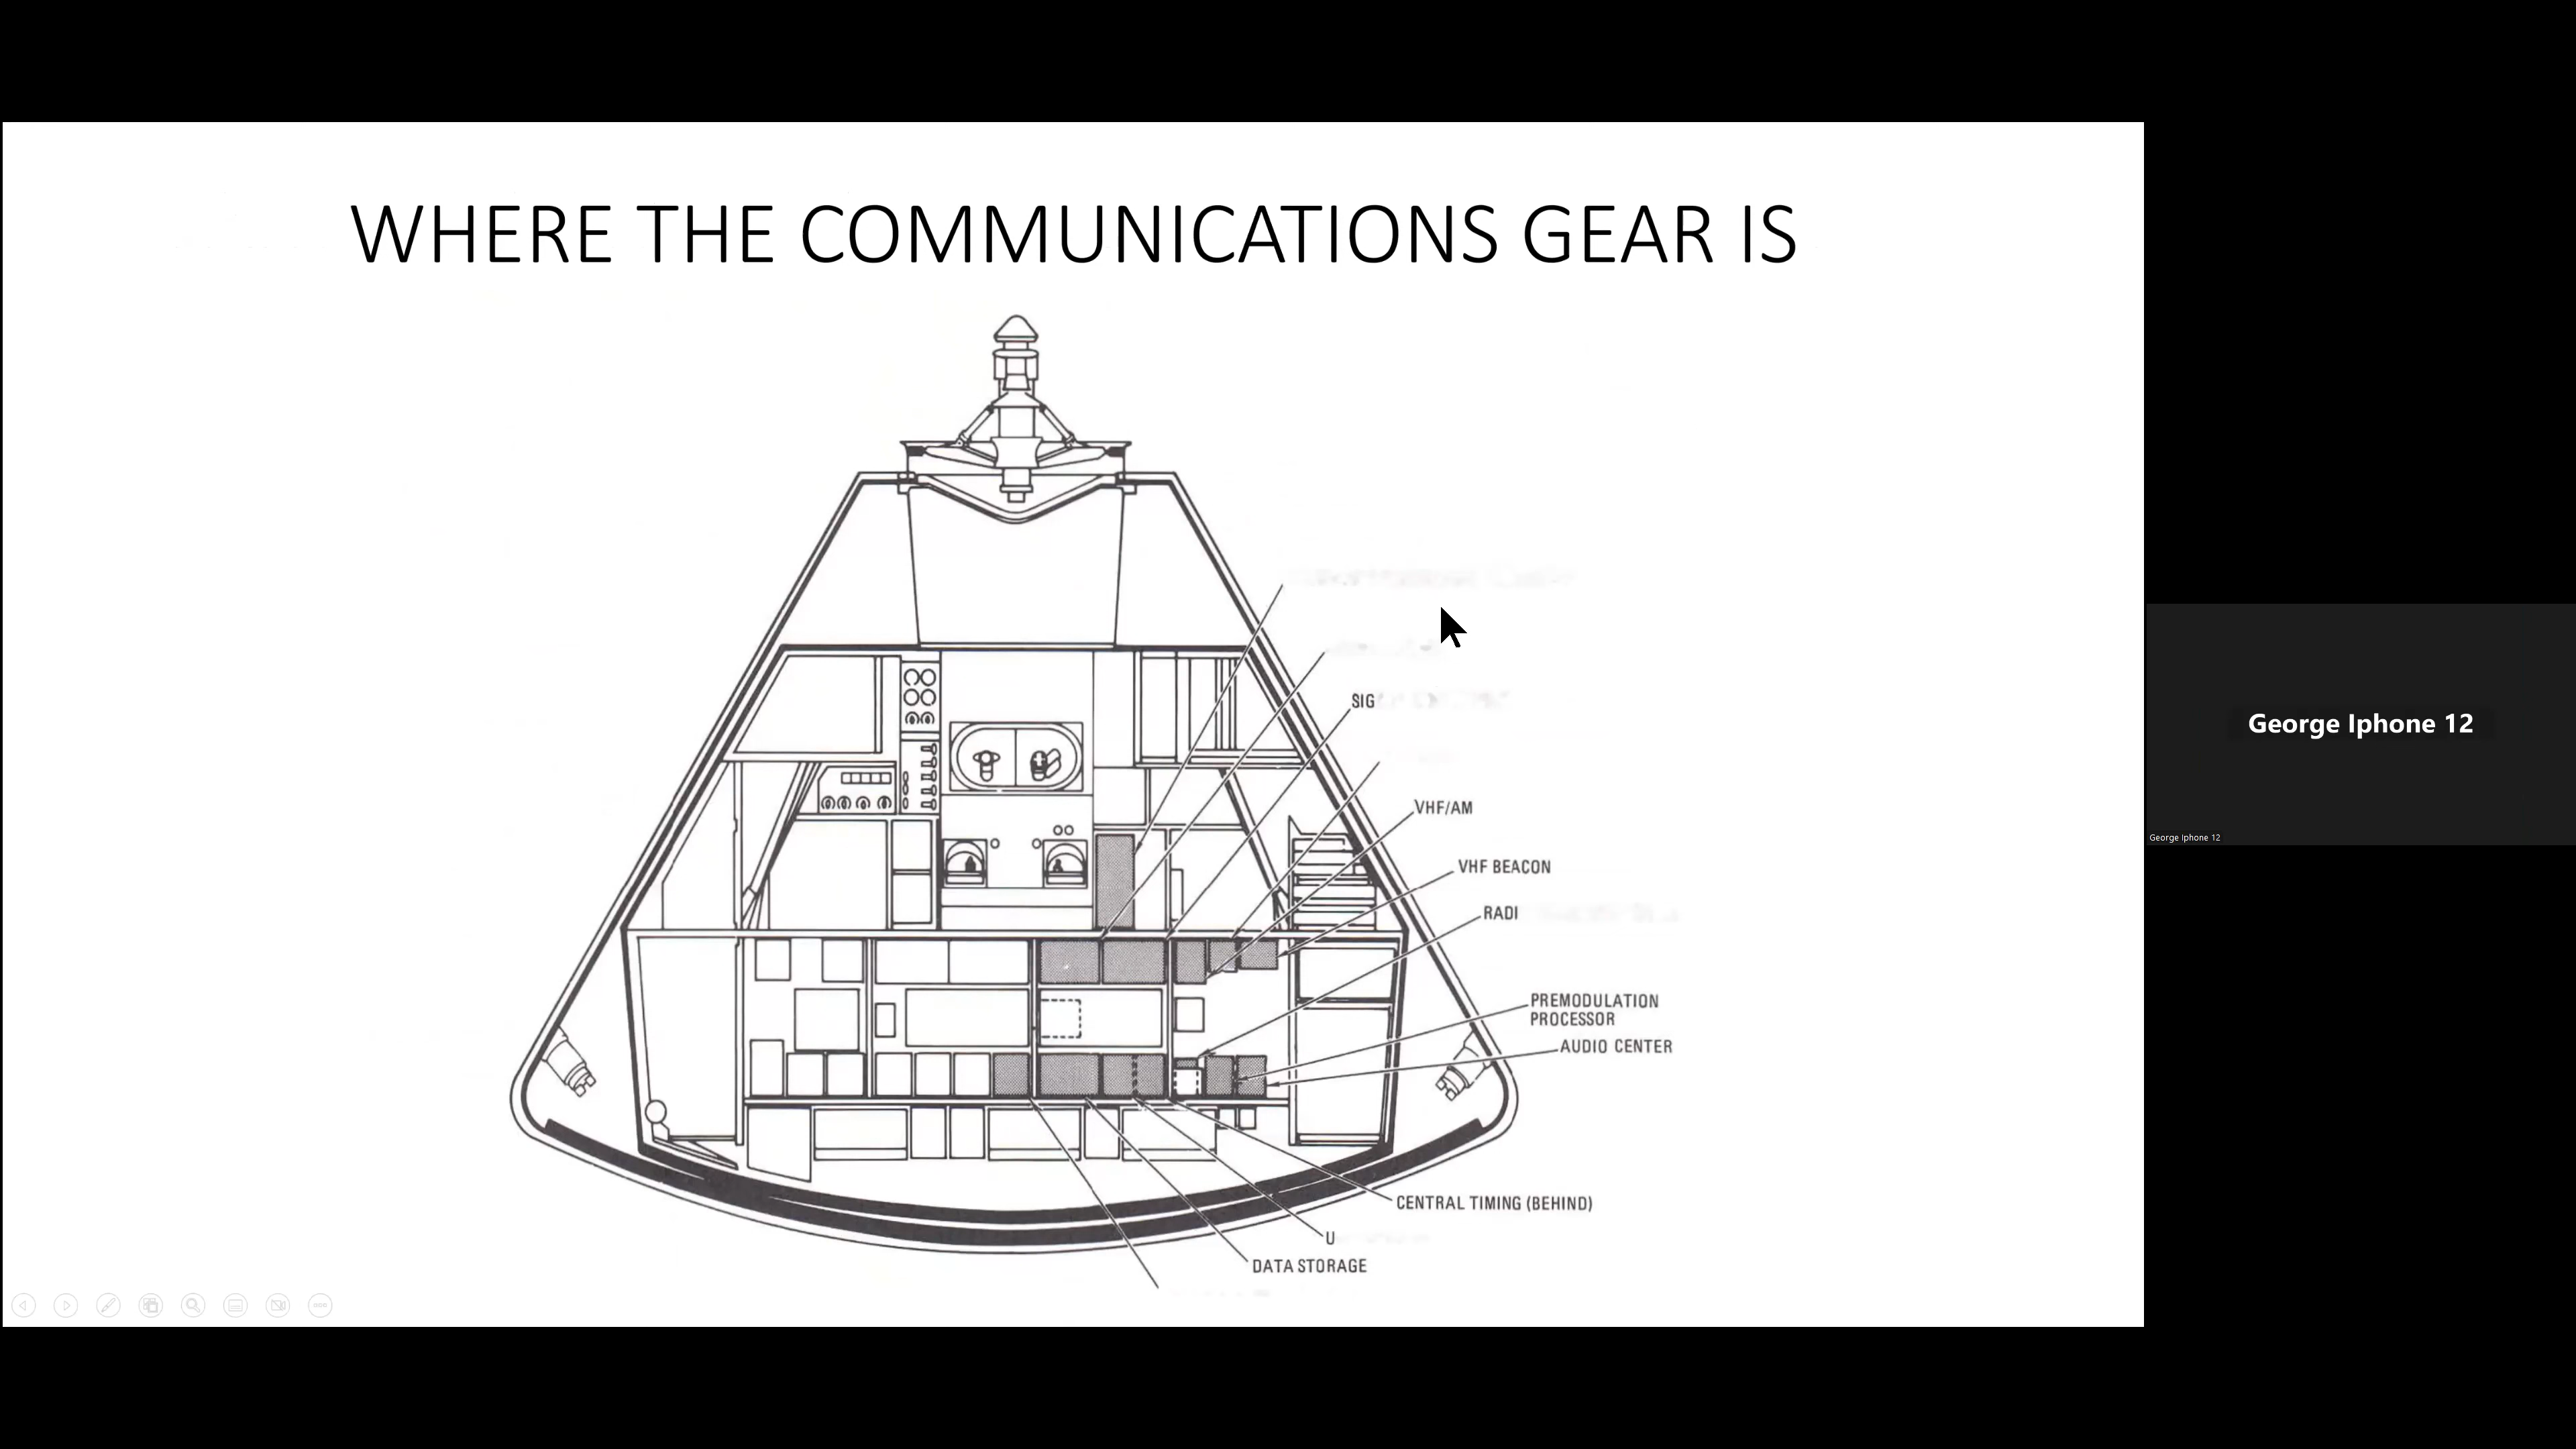 WHERE THE COMMUNICATIONS GEAR IS
SIG
VHF/AM
VHF BEACON
RADI
PREMODULATION
PROCESSOR
AUDIO CENTER
CENTRAL TIMING (BEHIND)
U
DATA STORAGE
George Iphone 12
George Iphone 12